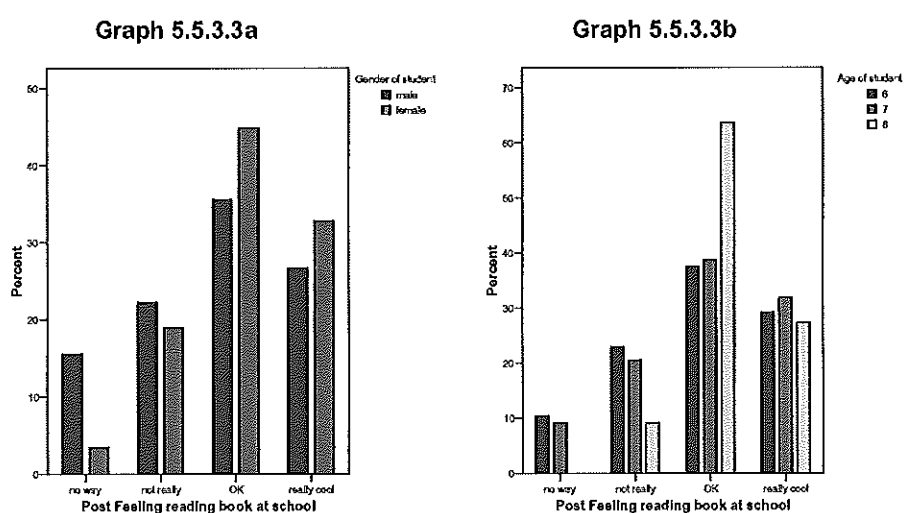 Graph 5.5.3.3a
50
40
30
20
10
0
Percent
no way
not really
OK
really cool
Post Feeling reading book at school
Gender of student
male
female
Graph 5.5.3.3b
70
60
50
40
30
20
10
0
Percent
no way
not really
OK
really cool
Post Feeling reading book at school
Age of student
6
7
8